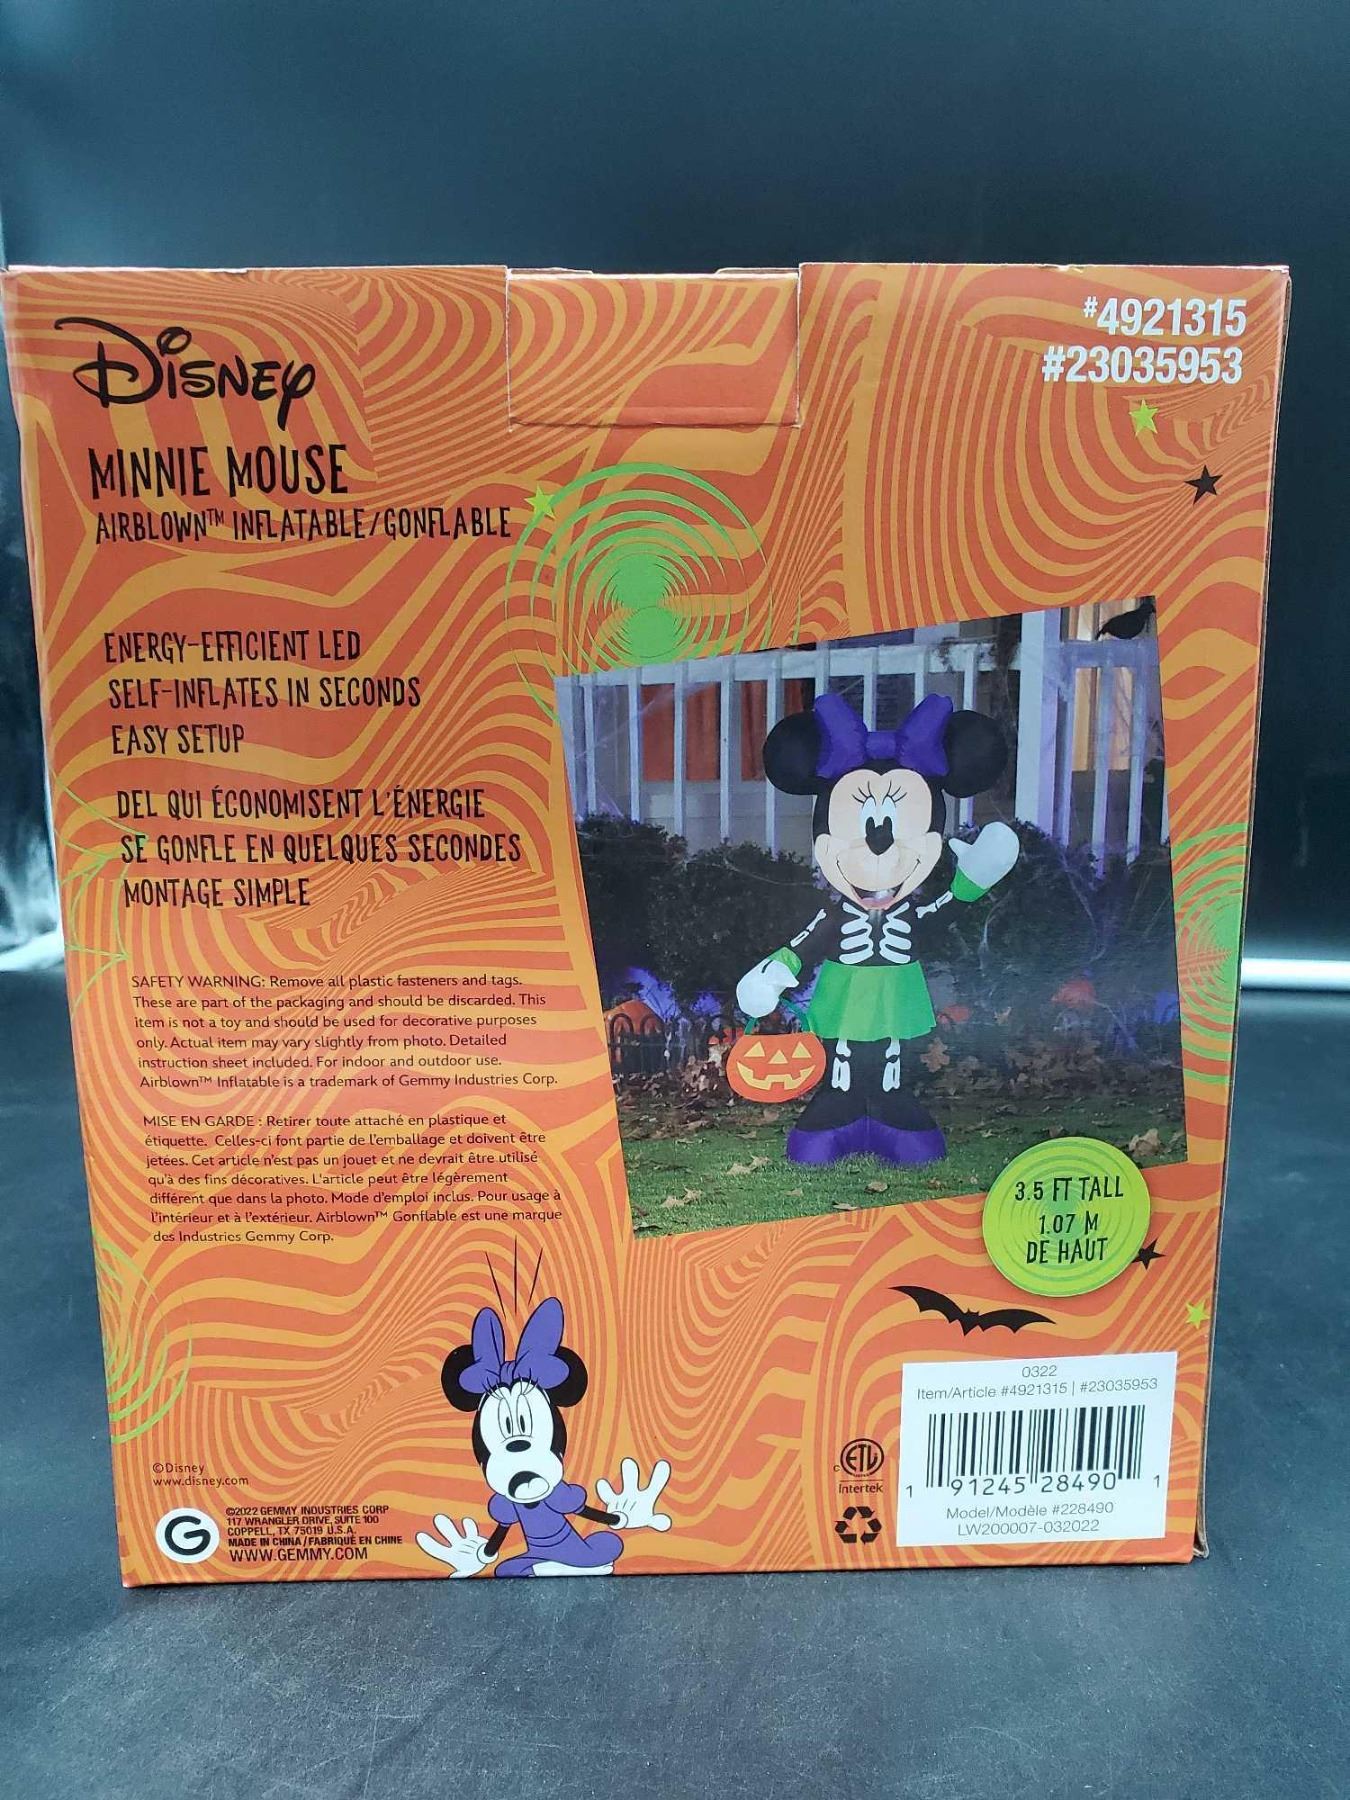 Disney
MINNIE MOUSE
AIRBLOWN™ INFLATABLE/GONFLABLE
#4921315
#23035953
ENERGY-EFFICIENT LED
SELF-INFLATES IN SECONDS
EASY SETUP
DEL QUI ÉCONOMISENT L'ÉNERGIE
SE GONFLE EN QUELQUES SECONDES
MONTAGE SIMPLE
SAFETY WARNING: Remove all plastic fasteners and tags.
These are part of the packaging and should be discarded. This
item is not a toy and should be used for decorative purposes
only. Actual item may vary slightly from photo. Detailed
instruction sheet included. For indoor and outdoor use.
Airblown™ Inflatable is a trademark of Gemmy Industries Corp.
MISE EN GARDE : Retirer toute attaché en plastique et
étiquette. Celles-ci font partie de l'emballage et doivent être
jetées. Cet article n'est pas un jouet et ne devrait être utilisé
qu'à des fins décoratives. L'article peut être légèrement
différent que dans la photo. Mode d'emploi inclus. Pour usage à
l'intérieur et à l'extérieur. Airblown™ Gonflable est une marque
des Industries Gemmy Corp.
3.5 FT TALL
1.07 M
DE HAUT
©Disney
www.disney.com
G
©2022 GEMMY INDUSTRIES CORP
117 WRANGLER DRIVE, SUITE 100
COPPELL, TX 75019 U.S.A.
MADE IN CHINA/FABRIQUÉ EN CHINE
WWW.GEMMY.COM
C ETL
Intertek
0322
Item/Article #4921315 | #23035953
1 91245 28490 1
Model/Modèle #228490
LW200007-032022